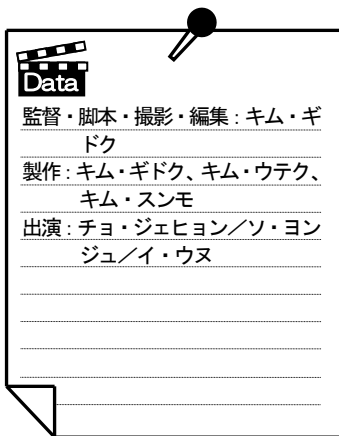 Data
監督・脚本・撮影・編集：キム・ギ
ドク
製作：キム・ギドク、キム・ウテク、
キム・スンモ
出演：チョ・ジェヒョン／ソ・ヨン
ジュ／イ・ウヌ